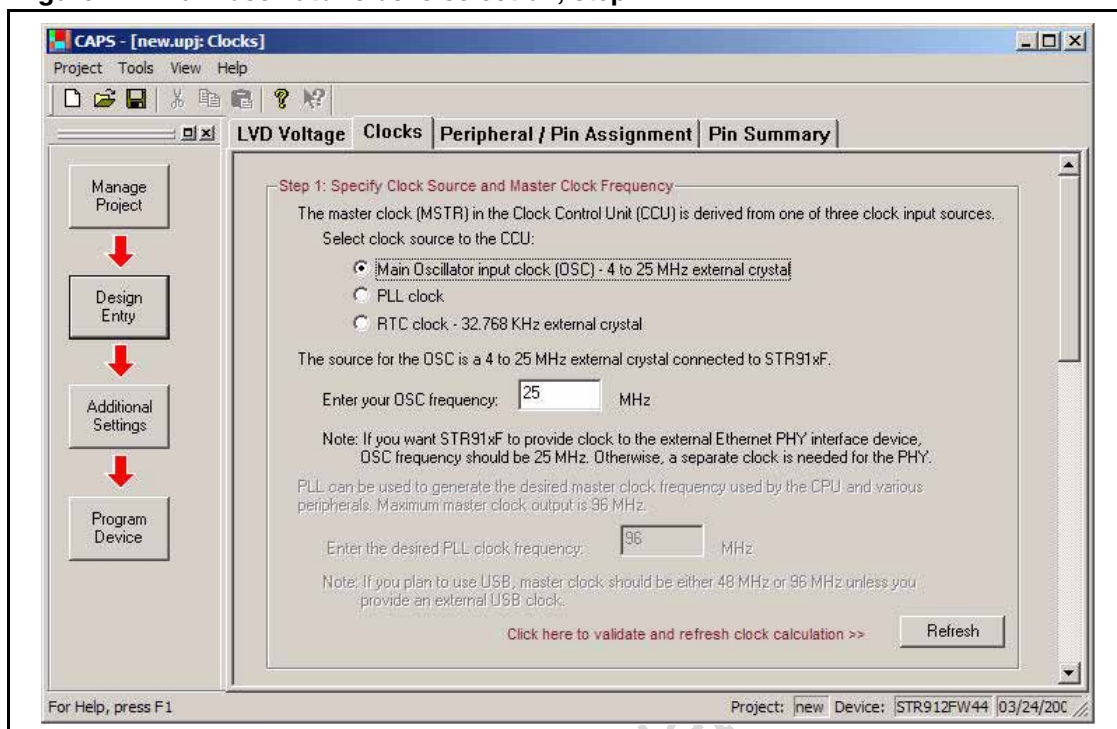 CAPS - [new.upj: Clocks]
Project Tools View Help
LVD Voltage Clocks Peripheral / Pin Assignment Pin Summary
Manage
Project
Design
Entry
Additional
Settings
Program
Device
Step 1: Specify Clock Source and Master Clock Frequency
The master clock (MSTR) in the Clock Control Unit (CCU) is derived from one of three clock input sources.
Select clock source to the CCU:
Main Oscillator input clock (OSC) - 4 to 25 MHz external crystal
PLL clock
RTC clock - 32.768 KHz external crystal
The source for the OSC is a 4 to 25 MHz external crystal connected to STR91xF.
Enter your OSC frequency: 25 MHz
Note: If you want STR91xF to provide clock to the external Ethernet PHY interface device,
OSC frequency should be 25 MHz. Otherwise, a separate clock is needed for the PHY.
PLL can be used to generate the desired master clock frequency used by the CPU and various
peripherals. Maximum master clock output is 96 MHz.
Enter the desired PLL clock frequency: 96 MHz
Note: If you plan to use USB, master clock should be either 48 MHz or 96 MHz unless you
provide an external USB clock.
Click here to validate and refresh clock calculation >> Refresh
For Help, press F1 Project: new Device: STR912FW44 03/24/200